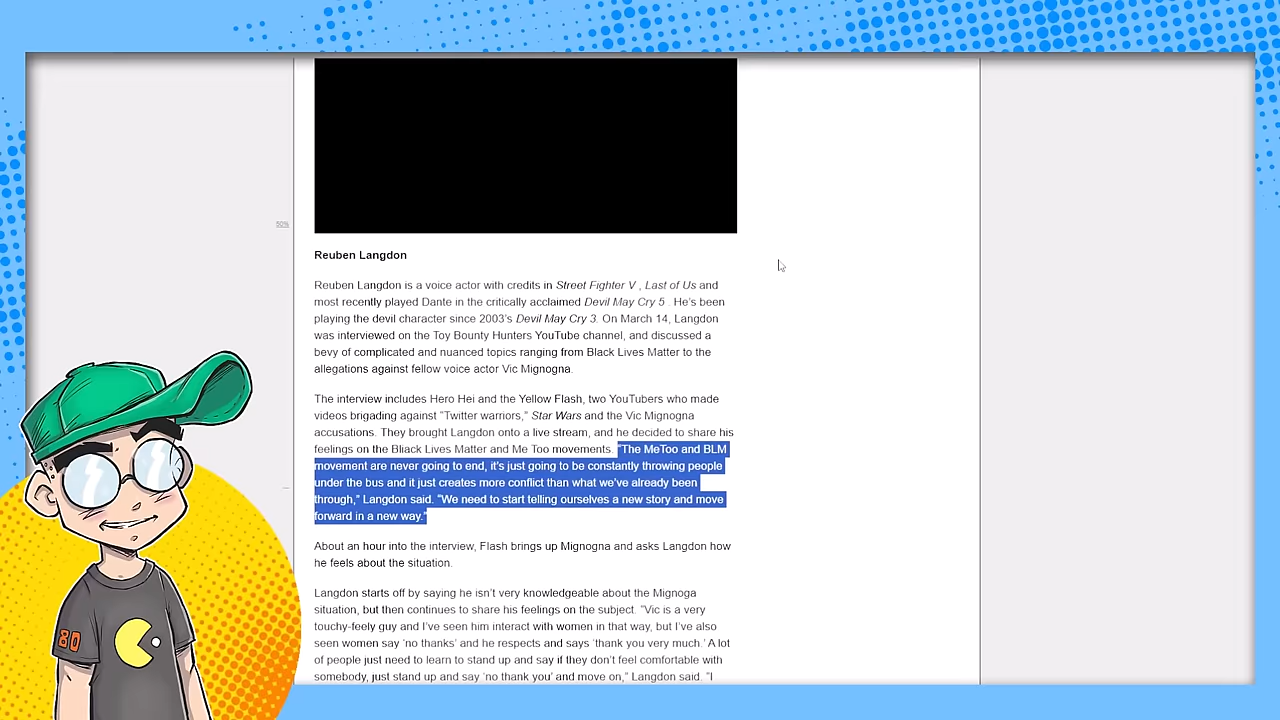 Reuben Langdon
Reuben Langdon is a voice actor with credits in Street Fighter V , Last of Us and
most recently played Dante in the critically acclaimed Devil May Cry 5 . He's been
playing the devil character since 2003's Devil May Cry 3. On March 14, Langdon
was interviewed on the Toy Bounty Hunters YouTube channel, and discussed a
bevy of complicated and nuanced topics ranging from Black Lives Matter to the
allegations against fellow voice actor Vic Mignogna.
The interview includes Hero Hei and the Yellow Flash, two YouTubers who made
videos brigading against "Twitter warriors," Star Wars and the Vic Mignogna
accusations. They brought Langdon onto a live stream, and he decided to share his
feelings on the Bliack Lives Matter and Me Too movements. "The MeToo and BLM
movement are never going to end, it's just going to be constantly throwing people
under the bus and it just creates more conflict than what we've already been
through," Langdon said. "We need to start telling ourselves a new story and move
forward in a new way."
About an hour into the interview, Flash brings up Mignogna and asks Langdon how
he feels about the situation.
Langdon starts off by saying he isn't very knowledgeable about the Mignoga
situation, but then continues to share his feelings on the subject. "Vic is a very
touchy-feely guy and I've seen him interact with women in that way, but I've also
seen women say 'no thanks' and he respects and says 'thank you very much.' A lot
of people just need to learn to stand up and say if they don't feel comfortable with
somebody, just stand up and say 'no thank you' and move on," Langdon said. "I
80